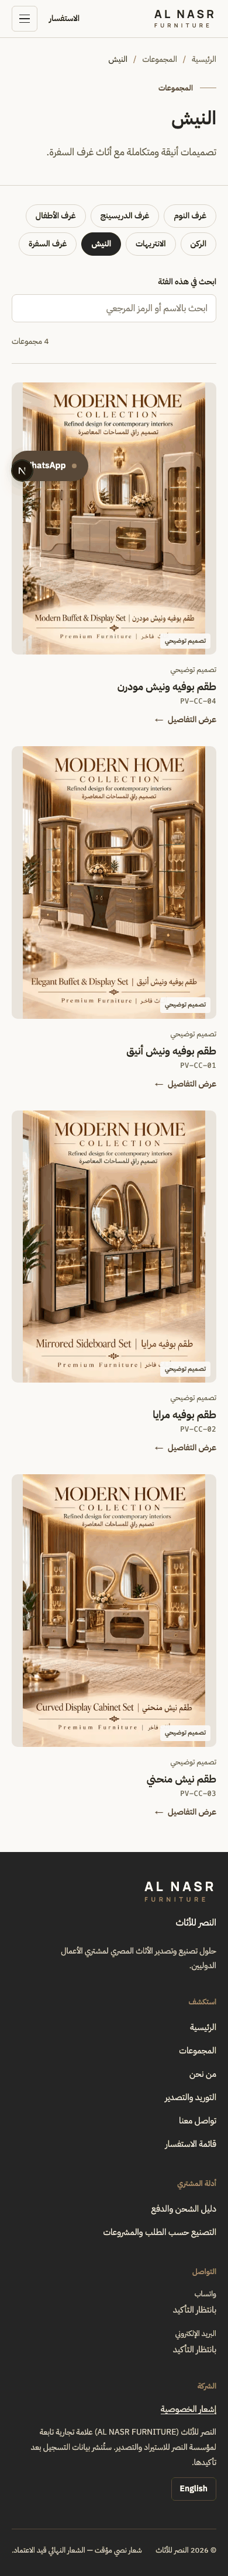 AL NASR
FURNITURE
الاستفسار
الرئيسية / المجموعات / النيش
المجموعات
النيش
تصميمات أنيقة ومتكاملة مع أثاث غرف السفرة.
غرف النوم
غرف الدريسينج
غرف الأطفال
الركن
الانتريهات
النيش
غرف السفرة
ابحث في هذه الفئة
ابحث بالاسم أو الرمز المرجعي
4 مجموعات
MODERN HOME
COLLECTION
Refined design for contemporary interiors
تصميم راقي للمساحات المعاصرة
WhatsApp
N
Modern Buffet & Display Set | طقم بوفيه ونيش مودرن
Premium Furniture | أثاث فاخر
تصميم توضيحي
تصميم توضيحي
طقم بوفيه ونيش مودرن
PV-CC-04
عرض التفاصيل ←
MODERN HOME
COLLECTION
Refined design for contemporary interiors
تصميم راقي للمساحات المعاصرة
Elegant Buffet & Display Set | طقم بوفيه ونيش أنيق
Premium Furniture | أثاث فاخر
تصميم توضيحي
تصميم توضيحي
طقم بوفيه ونيش أنيق
PV-CC-01
عرض التفاصيل ←
MODERN HOME
COLLECTION
Refined design for contemporary interiors
تصميم راقي للمساحات المعاصرة
Mirrored Sideboard Set | طقم بوفيه مرايا
Premium Furniture | أثاث فاخر
تصميم توضيحي
تصميم توضيحي
طقم بوفيه مرايا
PV-CC-02
عرض التفاصيل ←
MODERN HOME
COLLECTION
Refined design for contemporary interiors
تصميم راقي للمساحات المعاصرة
Curved Display Cabinet Set | طقم نيش منحني
Premium Furniture | أثاث فاخر
تصميم توضيحي
تصميم توضيحي
طقم نيش منحني
PV-CC-03
عرض التفاصيل ←
AL NASR
FURNITURE
النصر للأثاث
حلول تصنيع وتصدير الأثاث المصري لمشتري الأعمال
الدوليين.
استكشف
الرئيسية
المجموعات
من نحن
التوريد والتصدير
تواصل معنا
قائمة الاستفسار
أدلة المشتري
دليل الشحن والدفع
التصنيع حسب الطلب والمشروعات
التواصل
واتساب
بانتظار التأكيد
البريد الإلكتروني
بانتظار التأكيد
الشركة
إشعار الخصوصية
النصر للأثاث (AL NASR FURNITURE) علامة تجارية تابعة
لمؤسسة النصر للاستيراد والتصدير. ستُنشر بيانات التسجيل بعد
تأكيدها.
English
© 2026 النصر للأثاث
شعار نصي مؤقت — الشعار النهائي قيد الاعتماد.